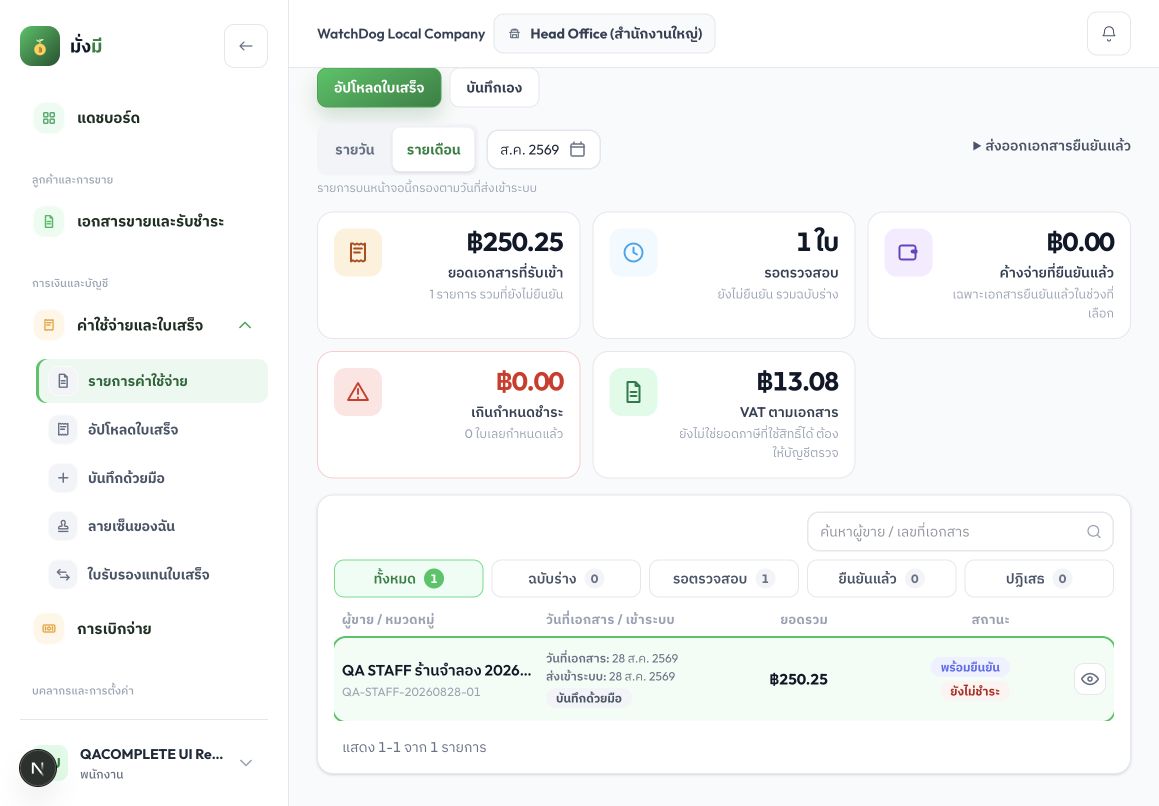 มั่งมี
แดชบอร์ด
ลูกค้าและการขาย
เอกสารขายและรับชำระ
การเงินและบัญชี
ค่าใช้จ่ายและใบเสร็จ
รายการค่าใช้จ่าย
อัปโหลดใบเสร็จ
บันทึกด้วยมือ
ลายเซ็นของฉัน
ใบรับรองแทนใบเสร็จ
การเบิกจ่าย
บุคลากรและการตั้งค่า
N
QACOMPLETE UI Re...
พนักงาน
WatchDog Local Company
Head Office (สำนักงานใหญ่)
อัปโหลดใบเสร็จ
บันทึกเอง
รายวัน
รายเดือน
ส.ค. 2569
ส่งออกเอกสารยืนยันแล้ว
รายการบนหน้าจอนี้กรองตามวันที่ส่งเข้าระบบ
฿250.25
ยอดเอกสารที่รับเข้า
1 รายการ รวมที่ยังไม่ยืนยัน
1 ใบ
รอตรวจสอบ
ยังไม่ยืนยัน รวมฉบับร่าง
฿0.00
ค้างจ่ายที่ยืนยันแล้ว
เฉพาะเอกสารยืนยันแล้วในช่วงที่
เลือก
฿0.00
เกินกำหนดชำระ
0 ใบเลยกำหนดแล้ว
฿13.08
VAT ตามเอกสาร
ยังไม่ใช่ยอดภาษีที่ใช้สิทธิ์ได้ ต้อง
ให้บัญชีตรวจ
ค้นหาผู้ขาย / เลขที่เอกสาร
ทั้งหมด 1
ฉบับร่าง 0
รอตรวจสอบ 1
ยืนยันแล้ว 0
ปฏิเสธ 0
ผู้ขาย / หมวดหมู่
วันที่เอกสาร / เข้าระบบ
ยอดรวม
สถานะ
QA STAFF ร้านจำลอง 2026...
QA-STAFF-20260828-01
วันที่เอกสาร: 28 ส.ค. 2569
ส่งเข้าระบบ: 28 ส.ค. 2569
บันทึกด้วยมือ
฿250.25
พร้อมยืนยัน
ยังไม่ชำระ
แสดง 1-1 จาก 1 รายการ